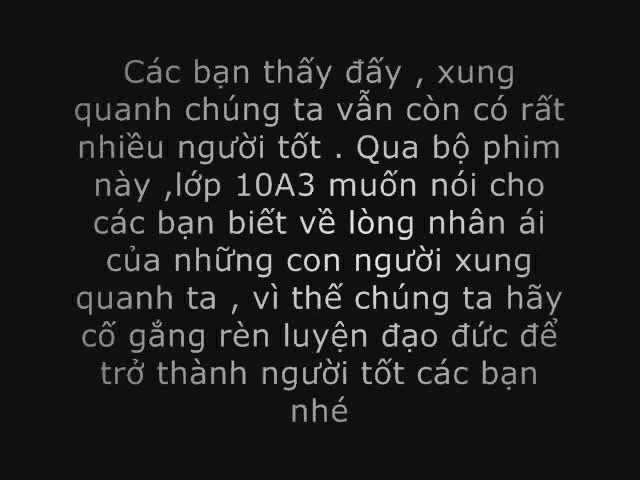 Các bạn thấy đấy , xung
quanh chúng ta vẫn còn có rất
nhiều người tốt . Qua bộ phim
này ,lớp 10A3 muốn nói cho
các bạn biết về lòng nhân ái
của những con người xung
quanh ta , vì thế chúng ta hãy
cố gắng rèn luyện đạo đức để
trở thành người tốt các bạn
nhé